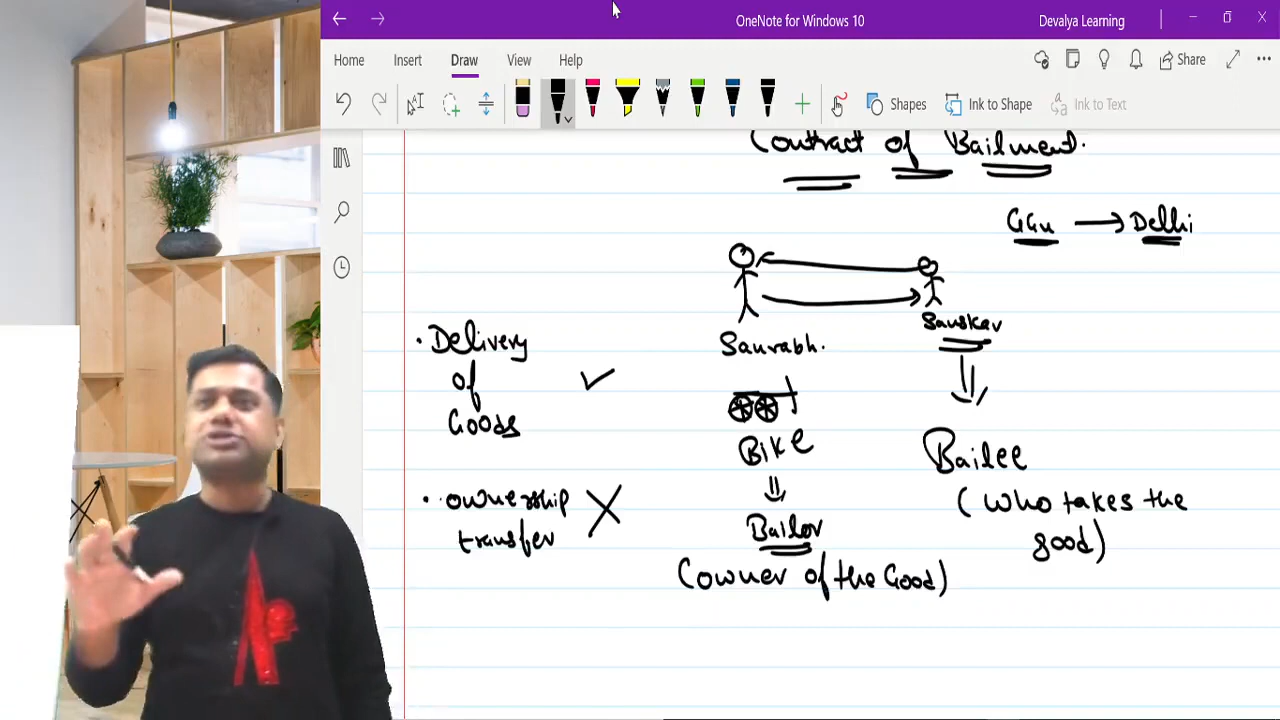 OneNote for Windows 10
Devalya Learning
Home
Insert
Draw
View
Help
Share
Shapes
Ink to Shape
Ink to Text
Contract of Bailment.
GGN → Delhi
Sanskar
Saurabh.
• Delivery
of
Goods
Bike
Bailee
(who takes the
good)
• ownership
transfer
Bailor
(owner of the Good)